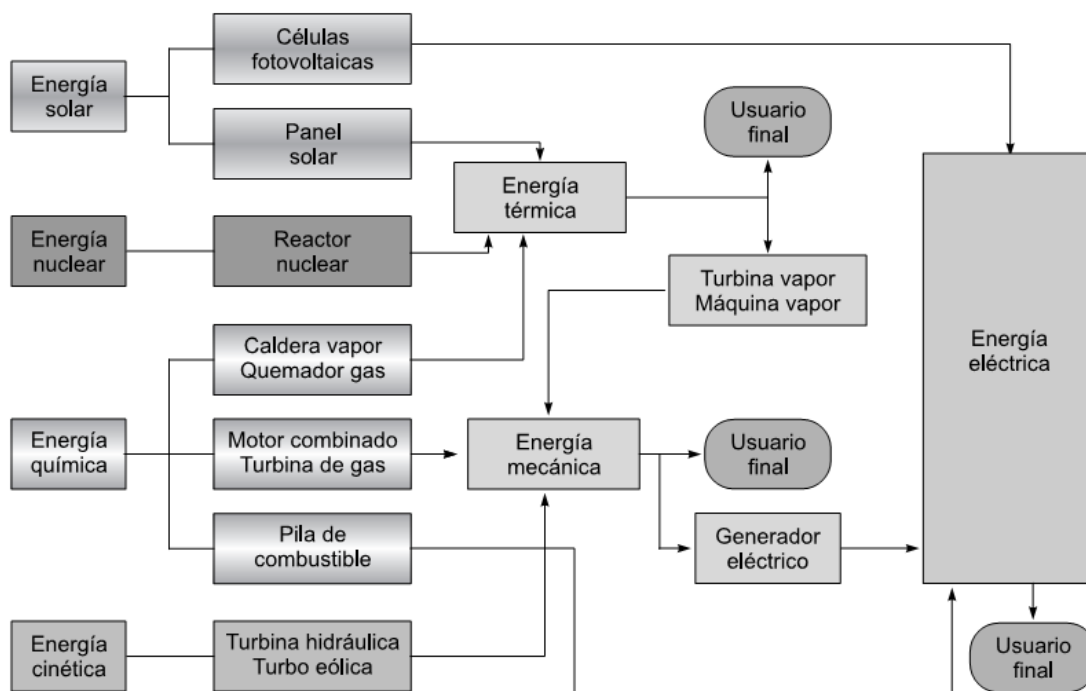 Células
fotovoltaicas
Energía
solar
Panel
solar
Usuario
final
Energía
térmica
Energía
nuclear
Reactor
nuclear
Turbina vapor
Máquina vapor
Caldera vapor
Quemador gas
Energía
eléctrica
Energía
química
Motor combinado
Turbina de gas
Energía
mecánica
Usuario
final
Pila de
combustible
Generador
eléctrico
Energía
cinética
Turbina hidráulica
Turbo eólica
Usuario
final